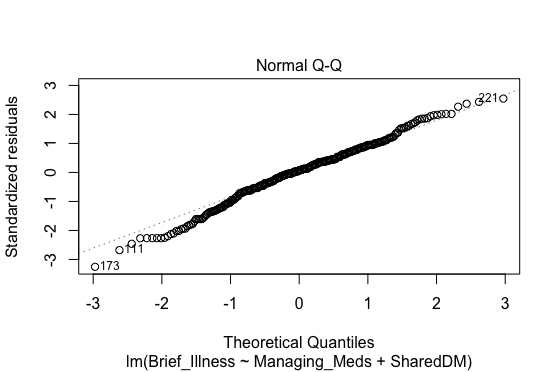 Normal Q-Q
Standardized residuals
3
2
1
0
-1
-2
-3
221
111
173
-3 -2 -1 0 1 2 3
Theoretical Quantiles
lm(Brief_Illness ~ Managing_Meds + SharedDM)